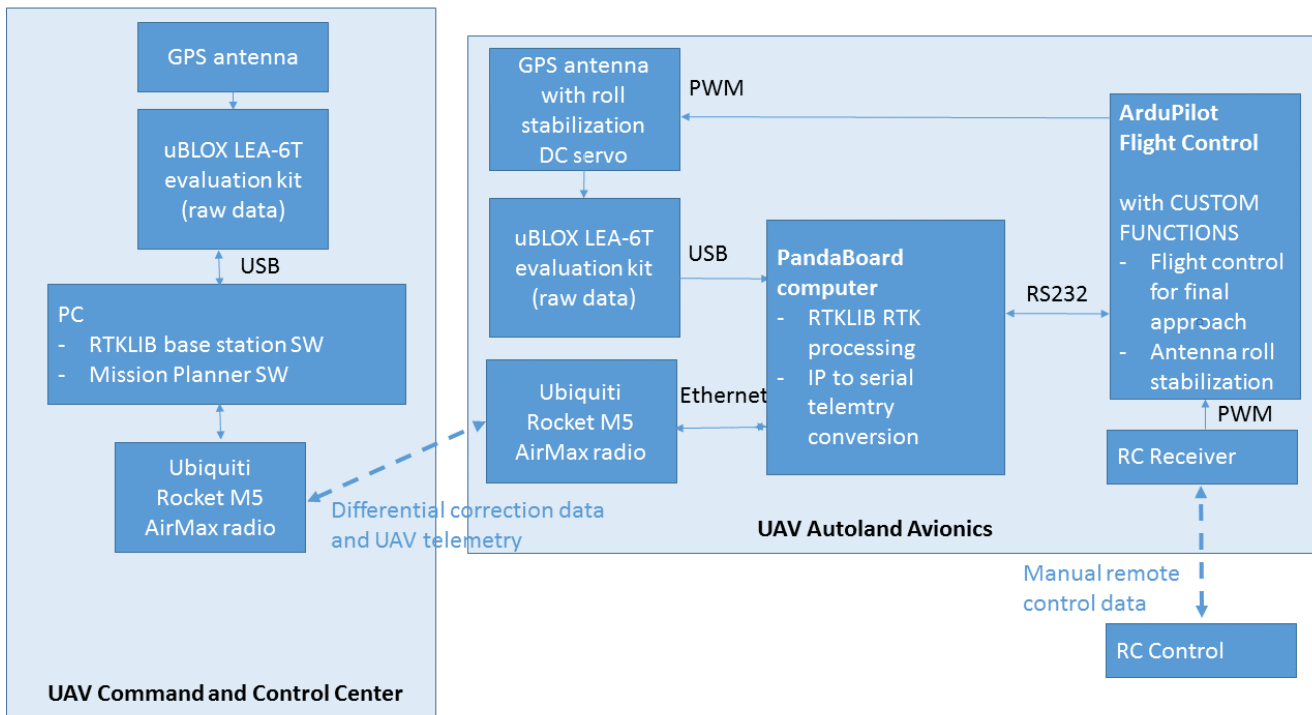 GPS antenna
uBLOX LEA-6T
evaluation kit
(raw data)
USB
PC
- RTKLIB base station SW
- Mission Planner SW
Ubiquiti
Rocket M5
AirMax radio
UAV Command and Control Center
Differential correction data
and UAV telemetry
GPS antenna
with roll
stabilization
DC servo
PWM
uBLOX LEA-6T
evaluation kit
(raw data)
USB
Ubiquiti
Rocket M5
AirMax radio
Ethernet
PandaBoard
computer
- RTKLIB RTK
processing
- IP to serial
telemtry
conversion
RS232
ArduPilot
Flight Control
with CUSTOM
FUNCTIONS
- Flight control
for final
approach
- Antenna roll
stabilization
PWM
RC Receiver
UAV Autoland Avionics
Manual remote
control data
RC Control